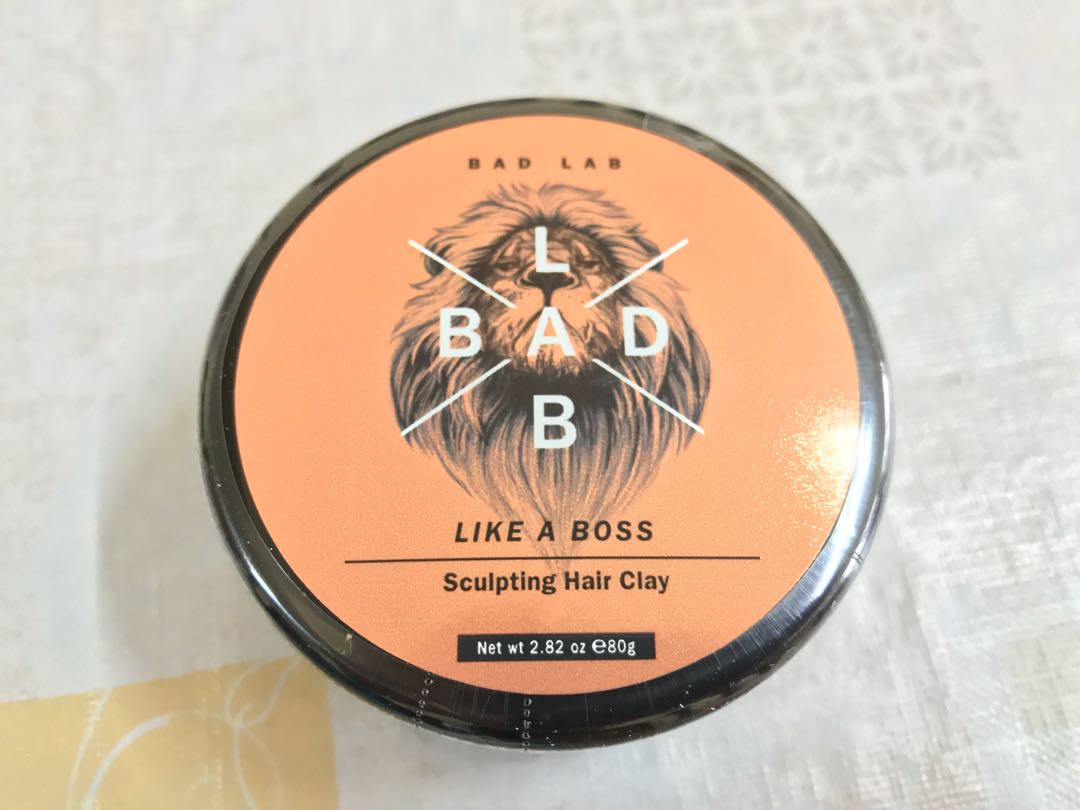 BAD LAB
L
BAD
B
LIKE A BOSS
Sculpting Hair Clay
Net wt 2.82 oz ℮80g